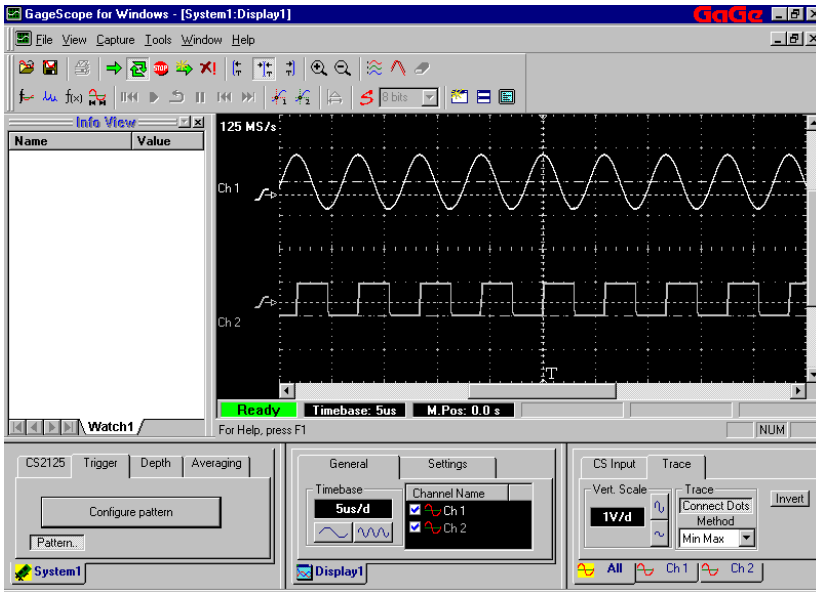 GageScope for Windows - [System1:Display1]
GaGe
File View Capture Tools Window Help
f(x)
1 2
S 8 bits
Info View
Name Value
125 MS/s
Ch 1
Ch 2
T
Ready Timebase: 5us M.Pos: 0.0 s
Watch1
For Help, press F1
NUM
CS2125 Trigger Depth Averaging
Configure pattern
Pattern..
System1
General Settings
Timebase
5us/d
Channel Name
Ch 1
Ch 2
Display1
CS Input Trace
Vert. Scale
1V/d
Trace
Connect Dots
Method
Min Max
Invert
All Ch 1 Ch 2